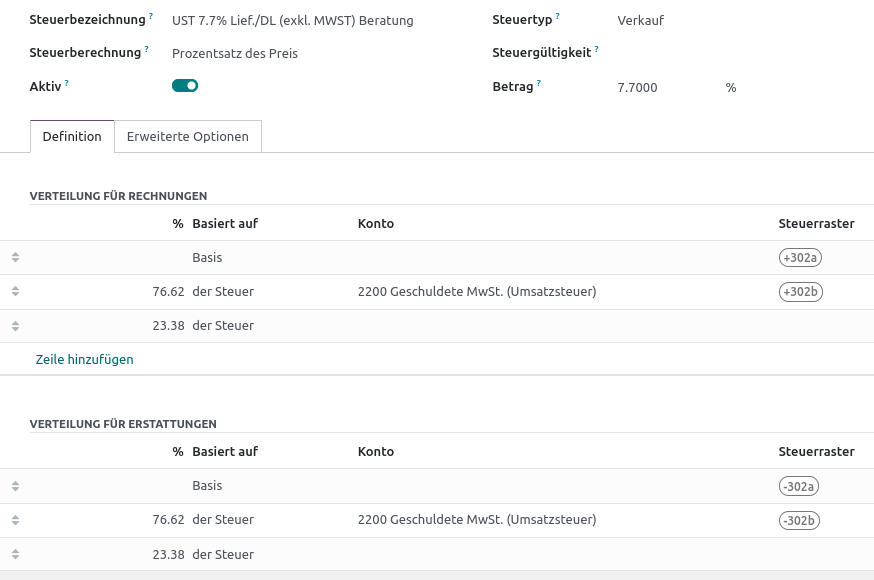 Steuerbezeichnung ? UST 7.7% Lief./DL (exkl. MWST) Beratung Steuertyp ? Verkauf
Steuerberechnung ? Prozentsatz des Preis Steuergültigkeit ?
Aktiv ? Betrag ? 7.7000 %
Definition Erweiterte Optionen
VERTEILUNG FÜR RECHNUNGEN
% Basiert auf Konto Steuerraster
Basis +302a
76.62 der Steuer 2200 Geschuldete MwSt. (Umsatzsteuer) +302b
23.38 der Steuer
Zeile hinzufügen
VERTEILUNG FÜR ERSTATTUNGEN
% Basiert auf Konto Steuerraster
Basis -302a
76.62 der Steuer 2200 Geschuldete MwSt. (Umsatzsteuer) -302b
23.38 der Steuer